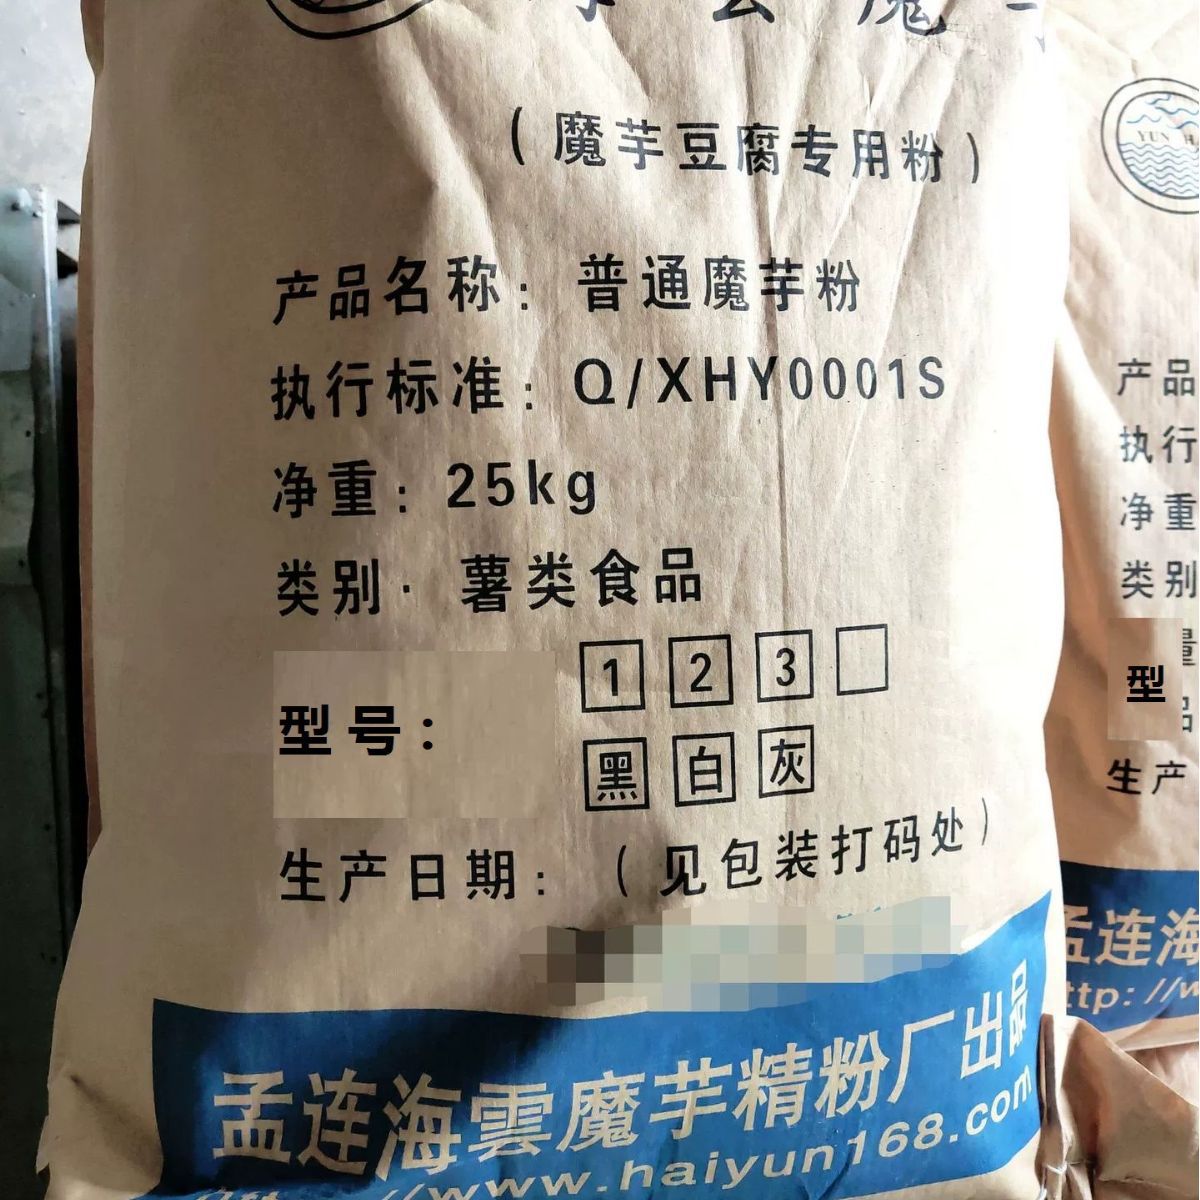 （魔芋豆腐专用粉）
产品名称：普通魔芋粉
执行标准：Q/XHY0001S
净重：25kg
类别：薯类食品
型号：
1 2 3
黑 白 灰
生产日期：（见包装打码处）
孟连海雲魔芋精粉厂出品
//www.haiyun168.com
YUN
产品
执行
净重
类别
量
型
品
生产
孟连海
ttp://w